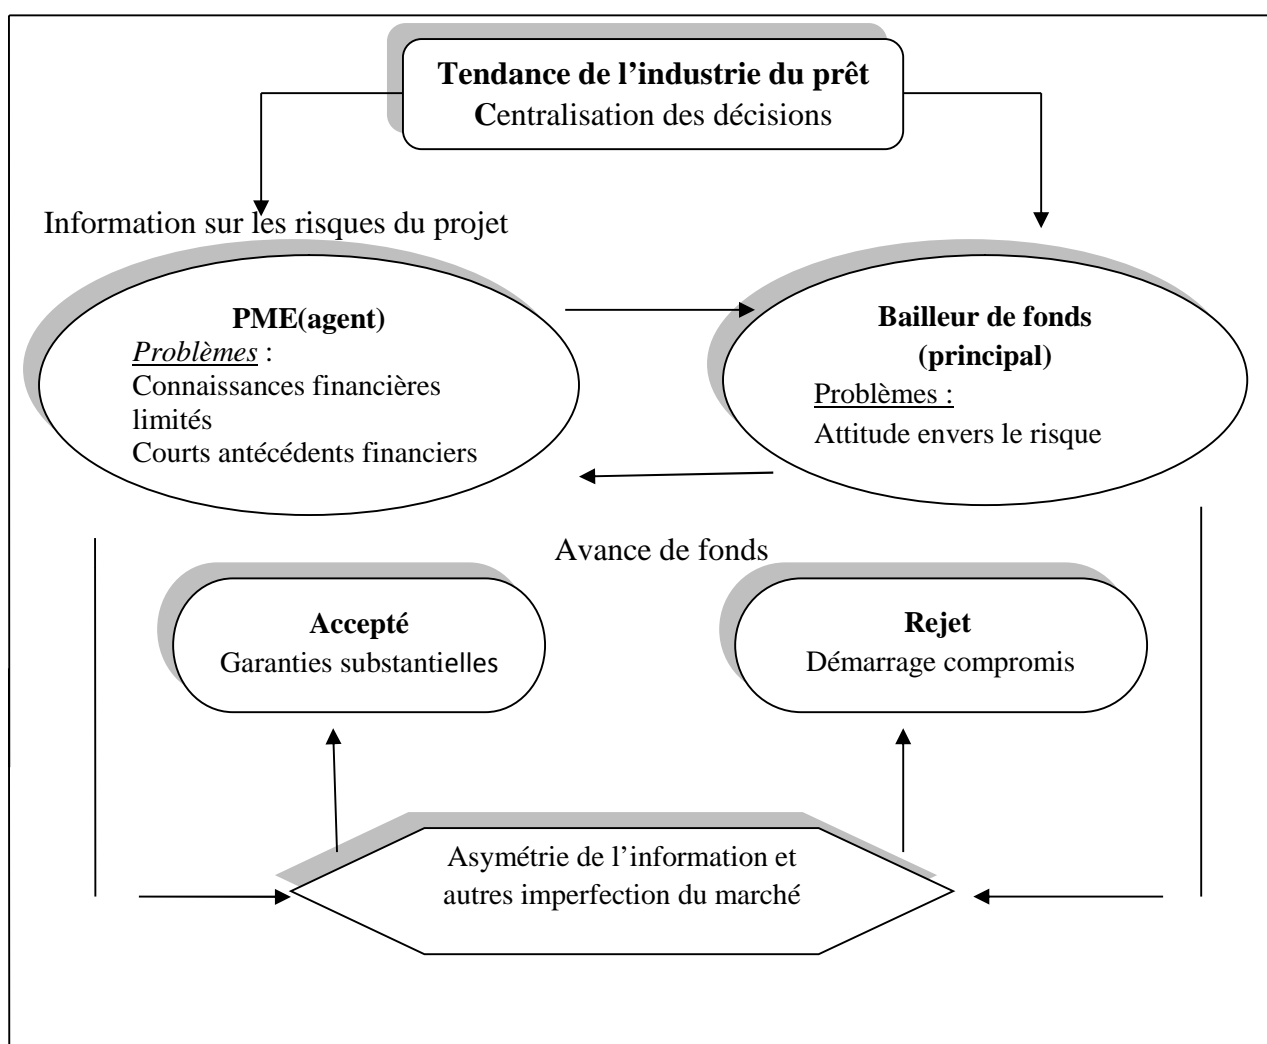 Tendance de l’industrie du prêt
Centralisation des décisions
Information sur les risques du projet
PME(agent)
Problèmes :
Connaissances financières
limités
Courts antécédents financiers
Bailleur de fonds
(principal)
Problèmes :
Attitude envers le risque
Avance de fonds
Accepté
Garanties substantielles
Rejet
Démarrage compromis
Asymétrie de l’information et
autres imperfection du marché